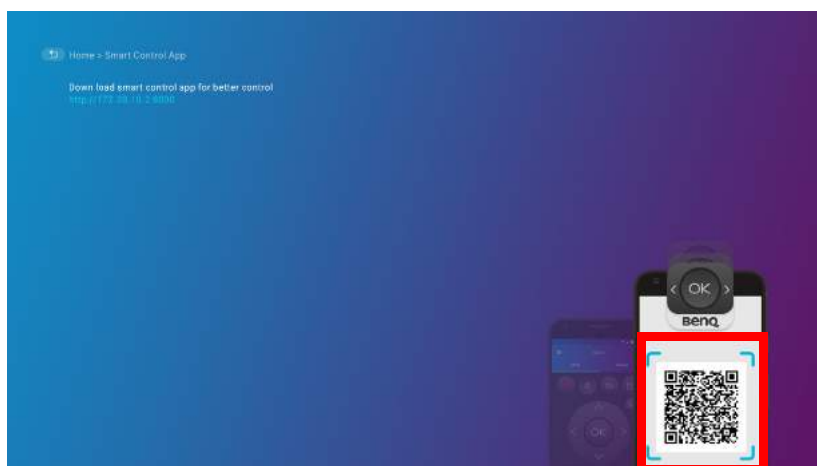 Home > Smart Control App
Down load smart control app for better control
OK
BenQ
OK